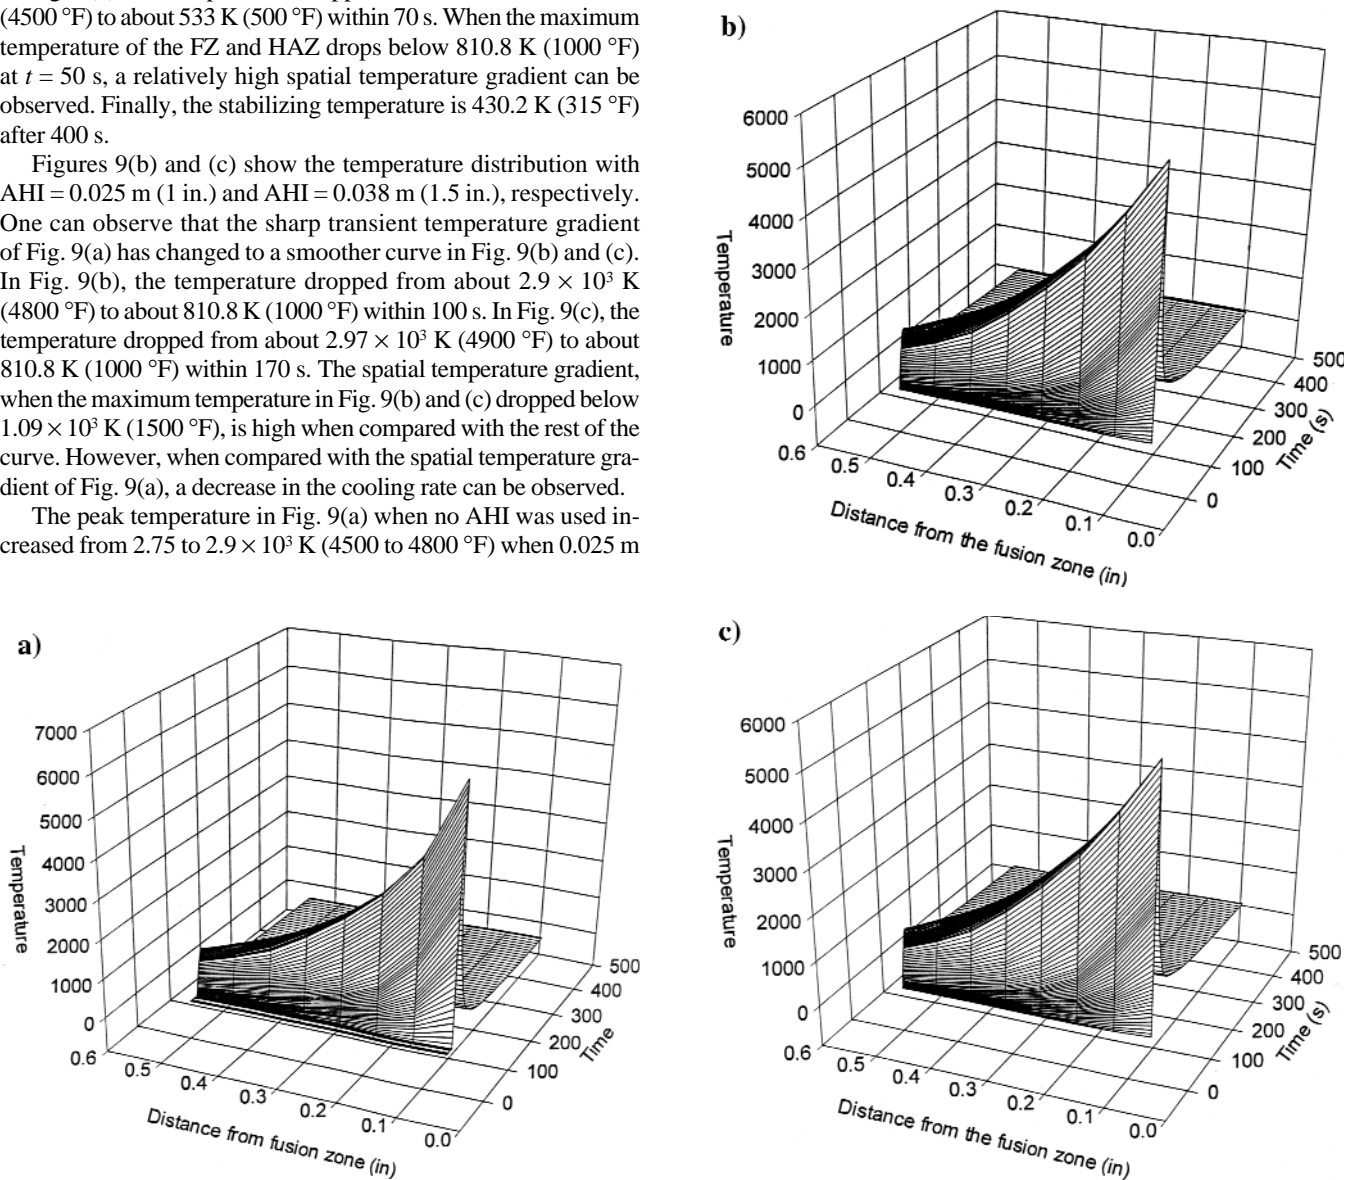 (4500 °F) to about 533 K (500 °F) within 70 s. When the maximum
temperature of the FZ and HAZ drops below 810.8 K (1000 °F)
at t = 50 s, a relatively high spatial temperature gradient can be
observed. Finally, the stabilizing temperature is 430.2 K (315 °F)
after 400 s.
Figures 9(b) and (c) show the temperature distribution with
AHI = 0.025 m (1 in.) and AHI = 0.038 m (1.5 in.), respectively.
One can observe that the sharp transient temperature gradient
of Fig. 9(a) has changed to a smoother curve in Fig. 9(b) and (c).
In Fig. 9(b), the temperature dropped from about 2.9 × 10³ K
(4800 °F) to about 810.8 K (1000 °F) within 100 s. In Fig. 9(c), the
temperature dropped from about 2.97 × 10³ K (4900 °F) to about
810.8 K (1000 °F) within 170 s. The spatial temperature gradient,
when the maximum temperature in Fig. 9(b) and (c) dropped below
1.09 × 10³ K (1500 °F), is high when compared with the rest of the
curve. However, when compared with the spatial temperature gra-
dient of Fig. 9(a), a decrease in the cooling rate can be observed.
The peak temperature in Fig. 9(a) when no AHI was used in-
creased from 2.75 to 2.9 × 10³ K (4500 to 4800 °F) when 0.025 m
b)
6000
5000
4000
3000
2000
1000
0
Temperature
0.6
0.5
0.4
0.3
0.2
0.1
0.0
Distance from the fusion zone (in)
500
400
300
200
100
0
Time (s)
a)
7000
6000
5000
4000
3000
2000
1000
0
Temperature
0.6
0.5
0.4
0.3
0.2
0.1
0.0
Distance from fusion zone (in)
500
400
300
200
100
0
Time
c)
6000
5000
4000
3000
2000
1000
0
Temperature
0.6
0.5
0.4
0.3
0.2
0.1
0.0
Distance from the fusion zone (in)
500
400
300
200
100
0
Time (s)